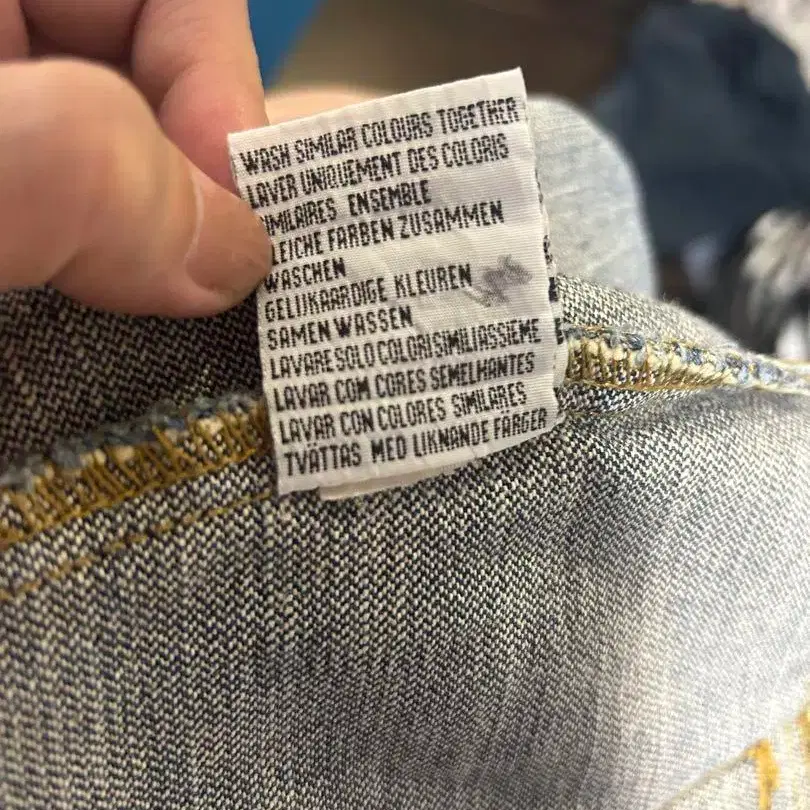 WASH SIMILAR COLOURS TOGETHER
LAVER UNIQUEMENT DES COLORIS
IMILAIRES ENSEMBLE
LEICHE FARBEN ZUSAMMEN
WASCHEN
GELIJKAARDIGE KLEUREN
SAMEN WASSEN
LAVARE SOLO COLORI SIMILI ASSIEME
LAVAR COM CORES SEMELHANTES
LAVAR CON COLORES SIMILARES
TVÄTTAS MED LIKNANDE FÄRGER